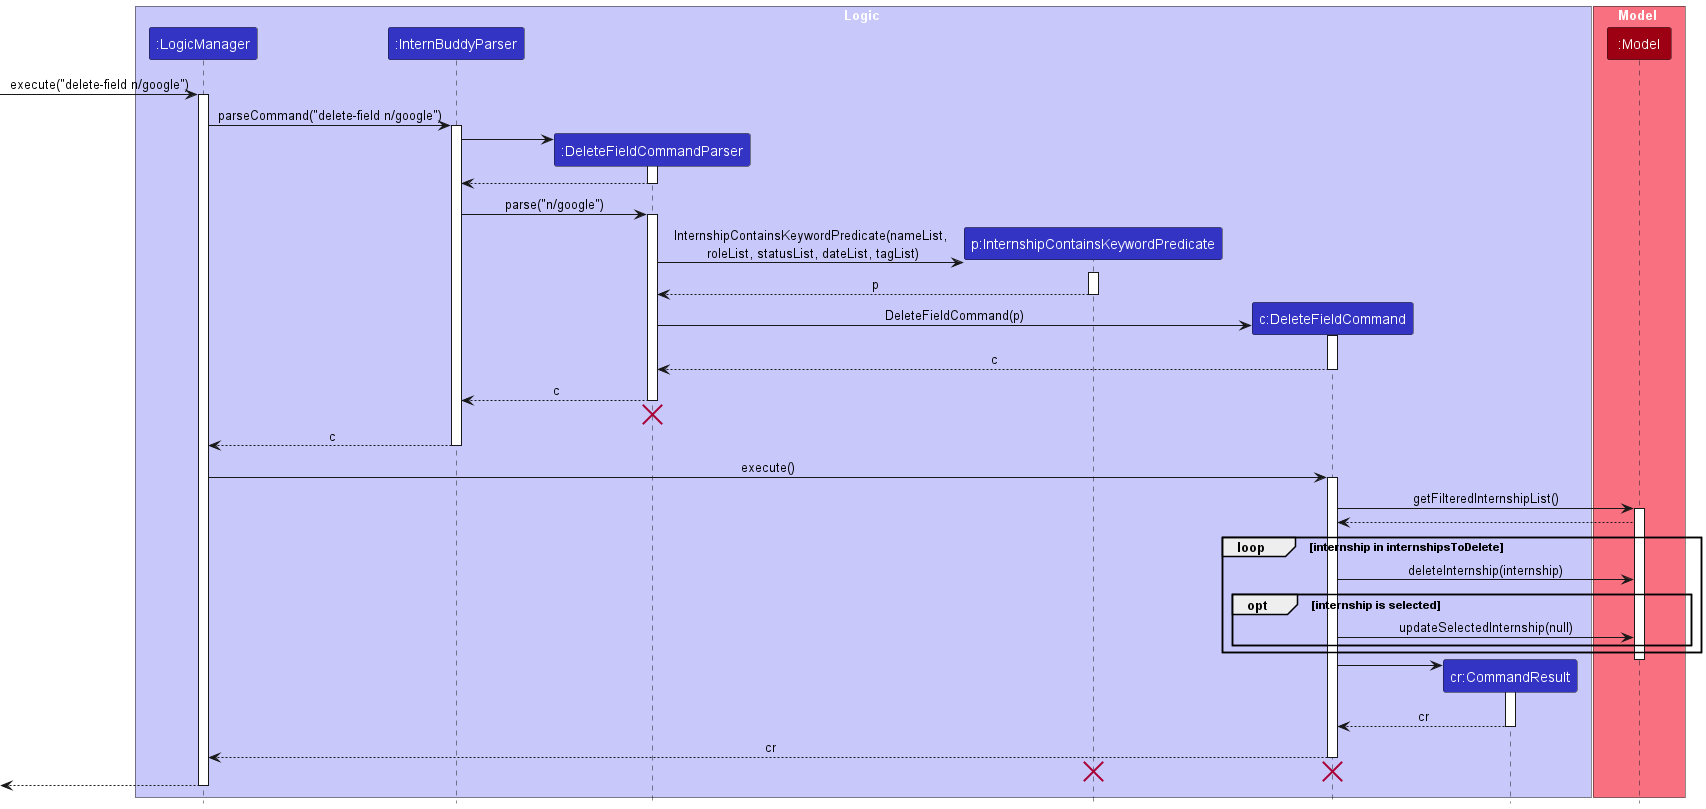 Logic
Model
:LogicManager
:InternBuddyParser
:Model
execute("delete-field n/google")
parseCommand("delete-field n/google")
:DeleteFieldCommandParser
parse("n/google")
InternshipContainsKeywordPredicate(nameList,
roleList, statusList, dateList, tagList)
p:InternshipContainsKeywordPredicate
p
DeleteFieldCommand(p)
c:DeleteFieldCommand
c
c
c
execute()
getFilteredInternshipList()
loop
[internship in internshipsToDelete]
deleteInternship(internship)
opt
[internship is selected]
updateSelectedInternship(null)
cr:CommandResult
cr
cr